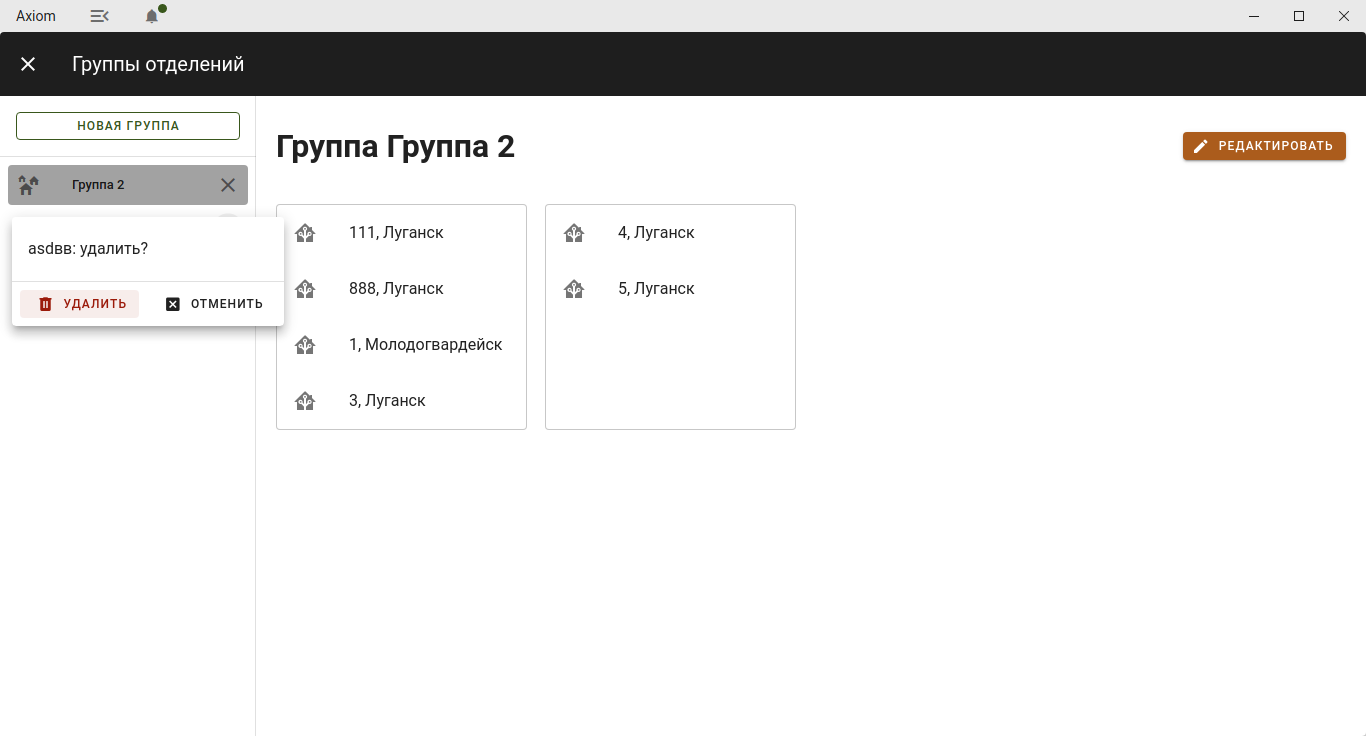 Axiom
Группы отделений
НОВАЯ ГРУППА
Группа 2
asdвв: удалить?
УДАЛИТЬ
ОТМЕНИТЬ
Группа Группа 2
РЕДАКТИРОВАТЬ
111, Луганск
888, Луганск
1, Молодогвардейск
3, Луганск
4, Луганск
5, Луганск